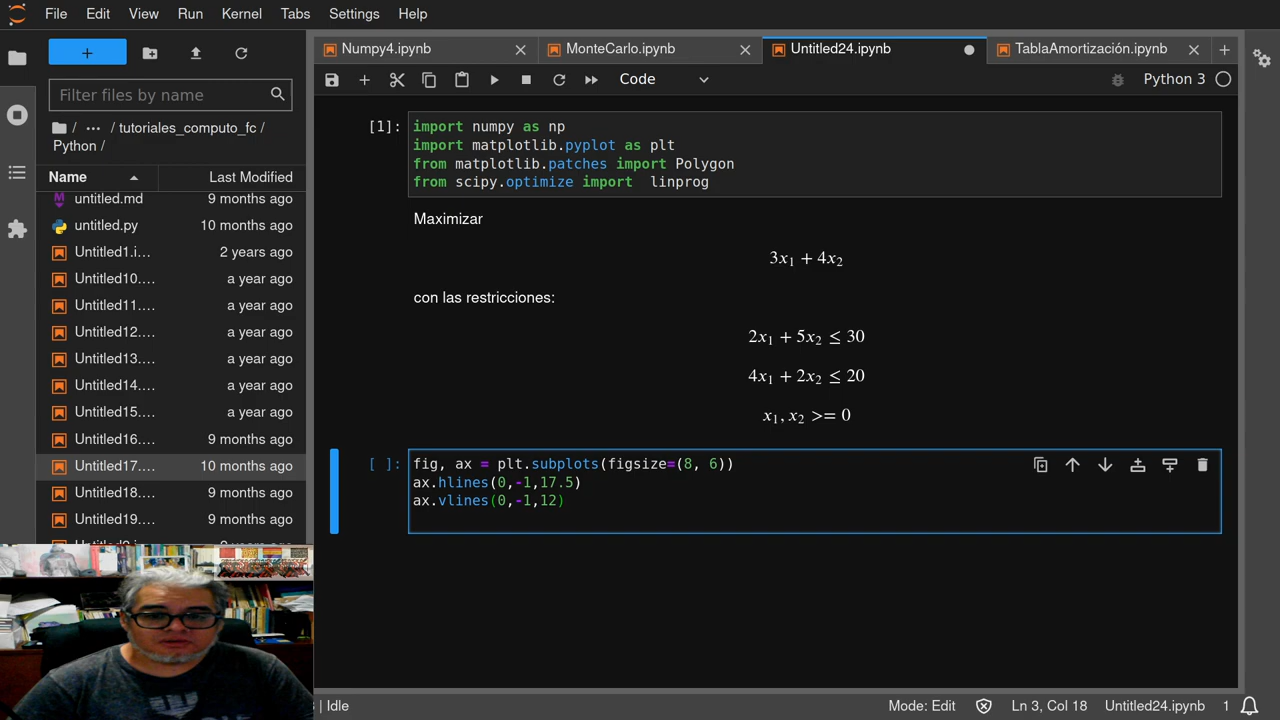 File Edit View Run Kernel Tabs Settings Help
Numpy4.ipynb
MonteCarlo.ipynb
Untitled24.ipynb
TablaAmortización.ipynb
Code
Python 3
Filter files by name
/ ... / tutoriales_computo_fc /
Python /
Name Last Modified
untitled.md 9 months ago
untitled.py 10 months ago
Untitled1.i... 2 years ago
Untitled10.... a year ago
Untitled11.... a year ago
Untitled12.... a year ago
Untitled13.... a year ago
Untitled14.... a year ago
Untitled15.... a year ago
Untitled16.... 9 months ago
Untitled17.... 10 months ago
Untitled18.... 9 months ago
Untitled19.... 9 months ago
[1]:
import numpy as np
import matplotlib.pyplot as plt
from matplotlib.patches import Polygon
from scipy.optimize import  linprog
Maximizar
3x₁ + 4x₂
con las restricciones:
2x₁ + 5x₂ ≤ 30
4x₁ + 2x₂ ≤ 20
x₁, x₂ >= 0
[ ]:
fig, ax = plt.subplots(figsize=(8, 6))
ax.hlines(0,-1,17.5)
ax.vlines(0,-1,12)
| Idle
Mode: Edit
Ln 3, Col 18
Untitled24.ipynb
1